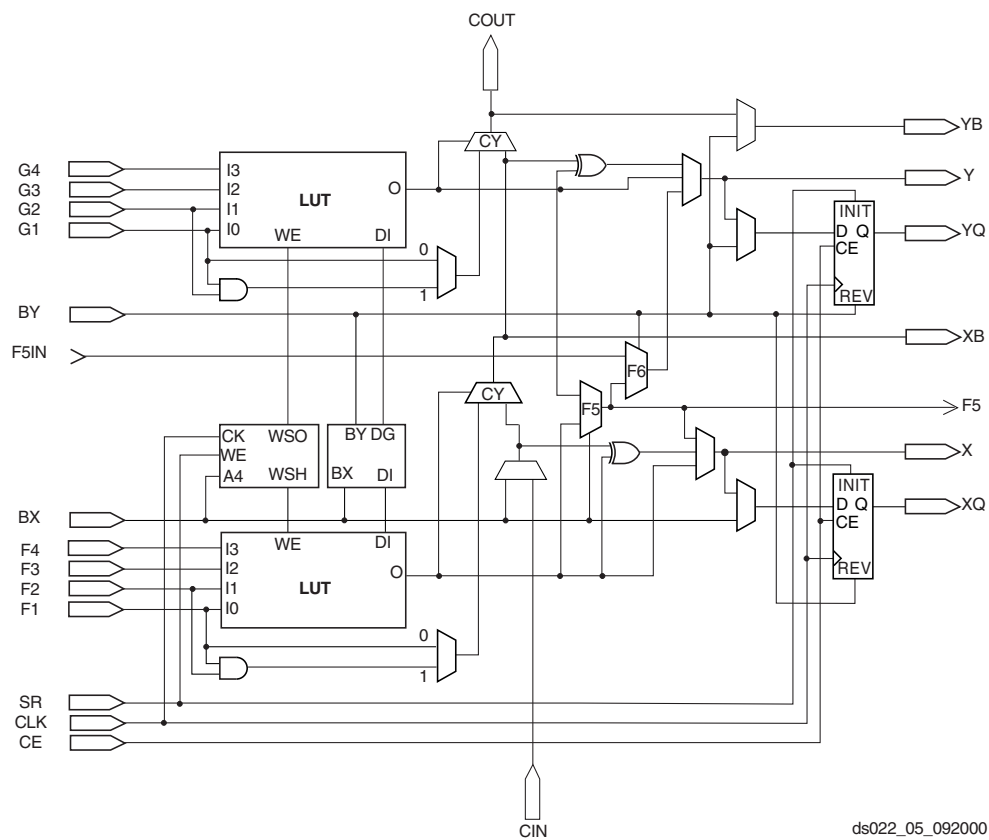 COUT
CY
YB
G4
G3
G2
G1
I3
I2
I1
I0
LUT
O
WE
DI
0
1
Y
INIT
D Q
CE
REV
YQ
BY
XB
F5IN
F6
CY
F5
F5
CK
WE
A4
WSO
WSH
BY DG
BX
DI
X
INIT
D Q
CE
REV
XQ
BX
F4
F3
F2
F1
I3
I2
I1
I0
WE
DI
LUT
O
0
1
SR
CLK
CE
CIN
ds022_05_092000